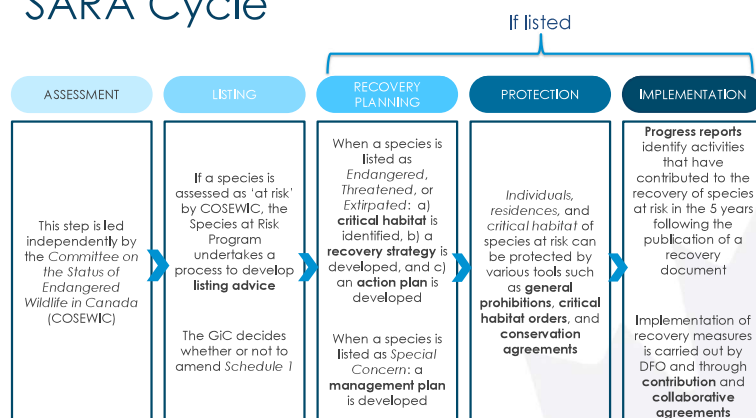 SARA Cycle
If listed
ASSESSMENT
LISTING
RECOVERY
PLANNING
PROTECTION
IMPLEMENTATION
This step is led
independently by
the Committee on
the Status of
Endangered
Wildlife in Canada
(COSEWIC)
If a species is
assessed as ‘at risk’
by COSEWIC, the
Species at Risk
Program
undertakes a
process to develop
listing advice
The GiC decides
whether or not to
amend Schedule 1
When a species is
listed as
Endangered,
Threatened, or
Extirpated: a)
critical habitat is
identified, b) a
recovery strategy is
developed, and c)
an action plan is
developed
When a species is
listed as Special
Concern: a
management plan
is developed
Individuals,
residences, and
critical habitat of
species at risk can
be protected by
various tools such
as general
prohibitions, critical
habitat orders, and
conservation
agreements
Progress reports
identify activities
that have
contributed to the
recovery of species
at risk in the 5 years
following the
publication of a
recovery
document
Implementation of
recovery measures
is carried out by
DFO and through
contribution and
collaborative
agreements